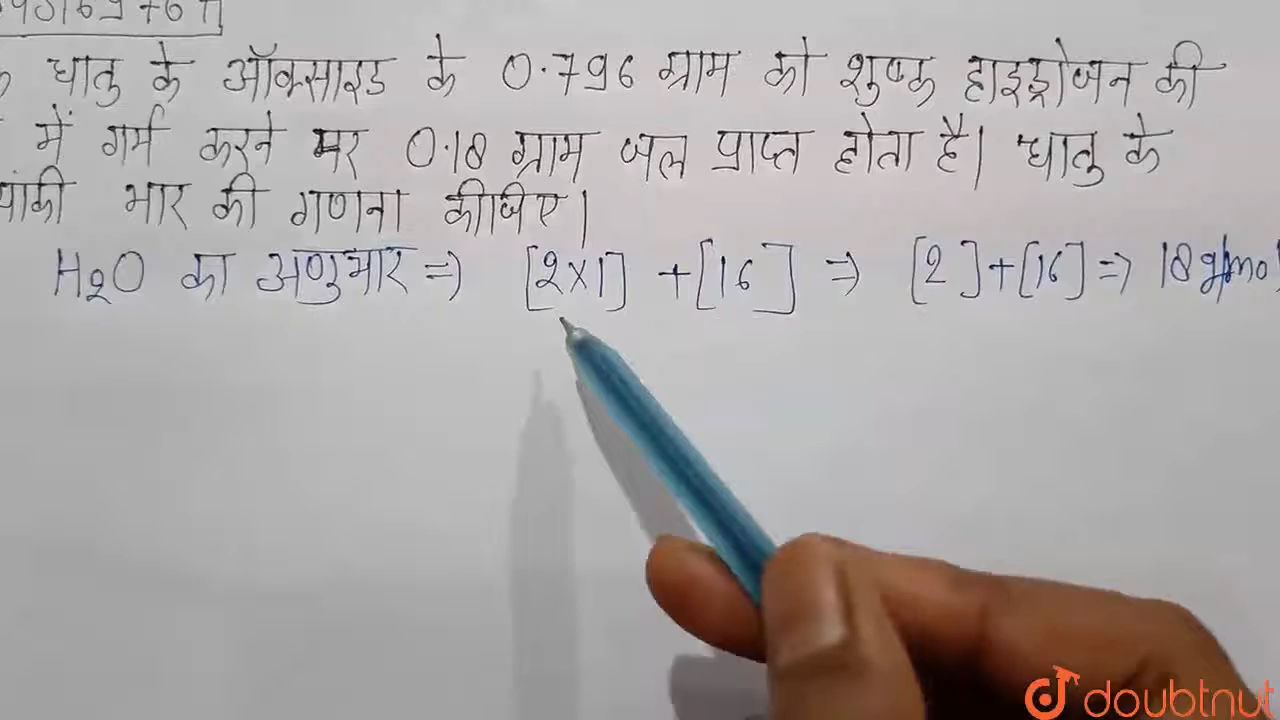 धातु के ऑक्साइड के 0.796 ग्राम को शुष्क हाइड्रोजन की
में गर्म करने पर 0.18 ग्राम जल प्राप्त होता है। धातु के
भार की गणना कीजिए।
H₂O का अणुभार ⇒ [2×1] + [16] ⇒ [2]+[16] ⇒ 18g/mol
doubtnut